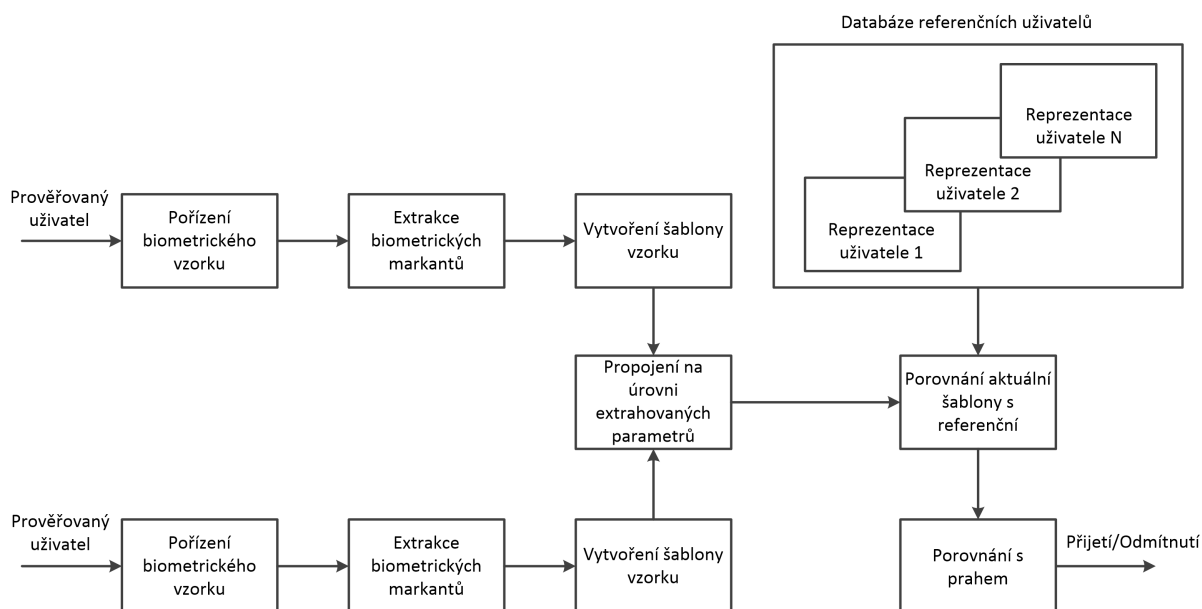 Databáze referenčních uživatelů
Reprezentace
uživatele N
Reprezentace
uživatele 2
Reprezentace
uživatele 1
Prověřovaný
uživatel
Pořízení
biometrického
vzorku
Extrakce
biometrických
markantů
Vytvoření šablony
vzorku
Propojení na
úrovni
extrahovaných
parametrů
Porovnání aktuální
šablony s
referenční
Prověřovaný
uživatel
Pořízení
biometrického
vzorku
Extrakce
biometrických
markantů
Vytvoření šablony
vzorku
Porovnání s
prahem
Přijetí/Odmítnutí